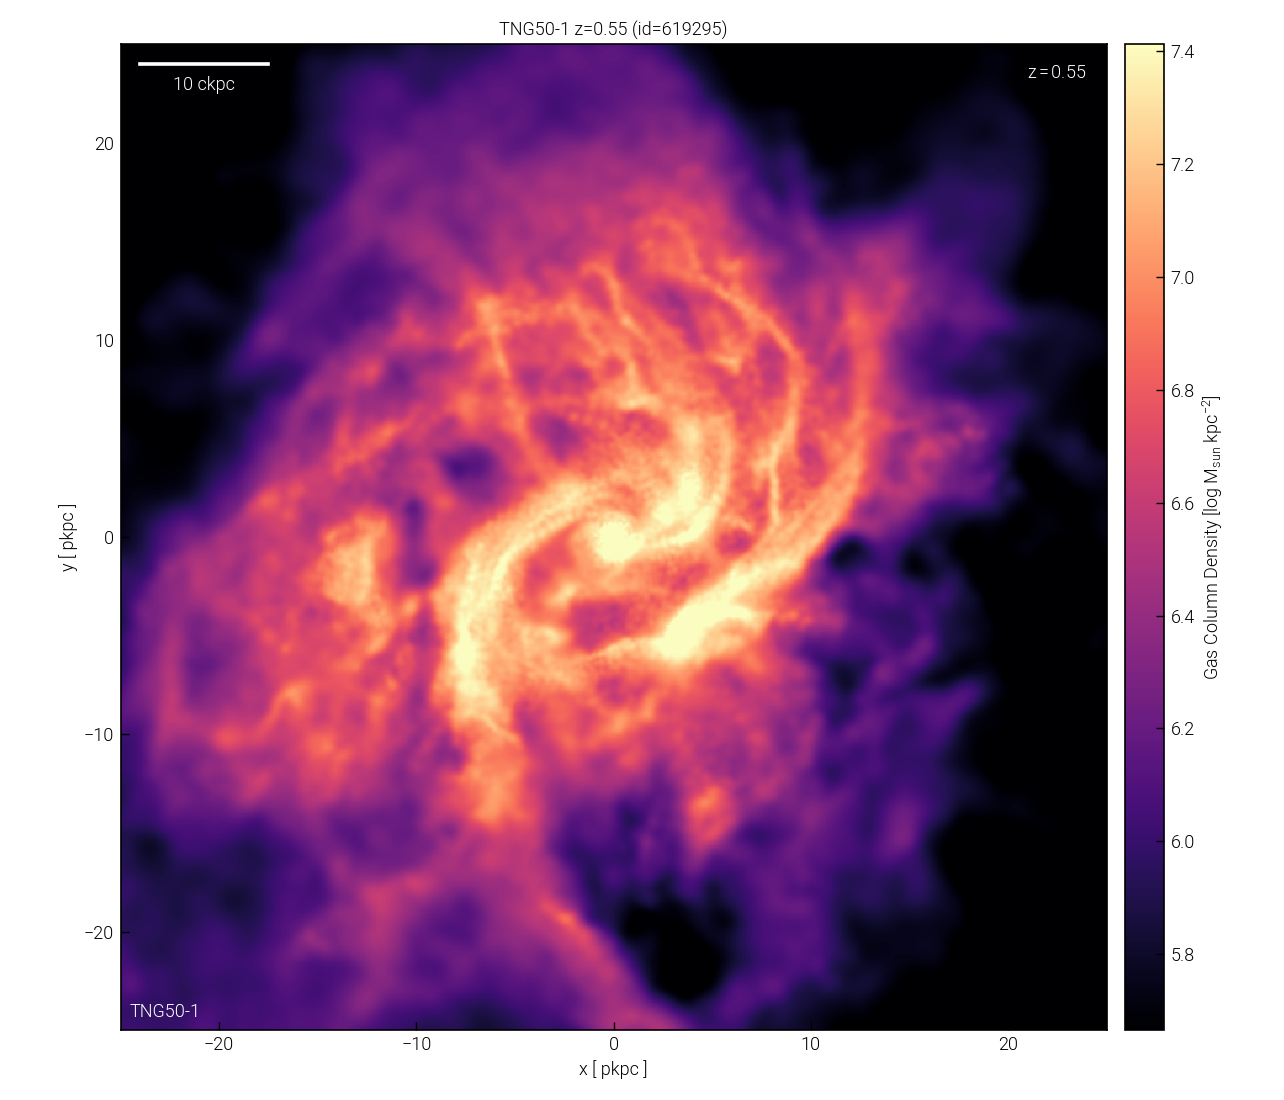 TNG50-1 z=0.55 (id=619295)
10 ckpc
z=0.55
TNG50-1
20
10
0
−10
−20
y [ pkpc ]
−20
−10
0
10
20
x [ pkpc ]
7.4
7.2
7.0
6.8
6.6
6.4
6.2
6.0
5.8
Gas Column Density [log M_sun kpc⁻²]